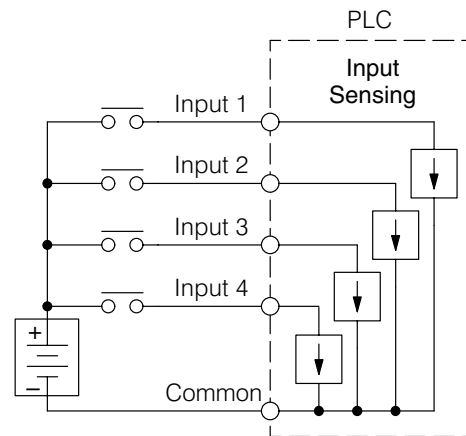 PLC
Input
Sensing
Input 1
Input 2
Input 3
Input 4
+
–
Common